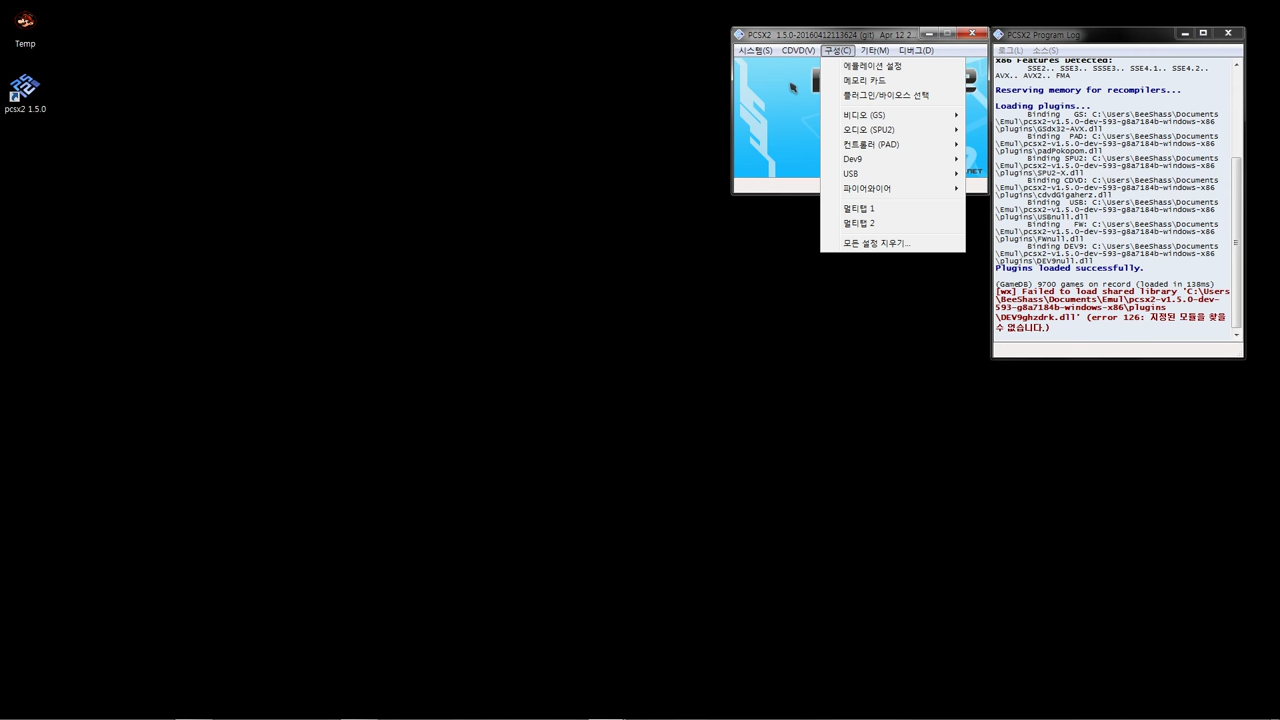 Temp
pcsx2 1.5.0
PCSX2 1.5.0-20160412113624 (git) Apr 12 2...
시스템(S) CDVD(V) 구성(C) 기타(M) 디버그(D)
에뮬레이션 설정
메모리 카드
플러그인/바이오스 선택
비디오 (GS)
오디오 (SPU2)
컨트롤러 (PAD)
Dev9
USB
파이어와이어
멀티탭 1
멀티탭 2
모든 설정 지우기...
PCSX2 Program Log
로그(L) 소스(S)
x86 Features Detected:
SSE2.. SSE3.. SSSE3.. SSE4.1.. SSE4.2..
AVX.. AVX2.. FMA
Reserving memory for recompilers...
Loading plugins...
Binding GS: C:\Users\BeeShass\Documents
\Emul\pcsx2-v1.5.0-dev-593-g8a7184b-windows-x86
\plugins\GSdx32-AVX.dll
Binding PAD: C:\Users\BeeShass\Documents
\Emul\pcsx2-v1.5.0-dev-593-g8a7184b-windows-x86
\plugins\padPokopom.dll
Binding SPU2: C:\Users\BeeShass\Documents
\Emul\pcsx2-v1.5.0-dev-593-g8a7184b-windows-x86
\plugins\SPU2-X.dll
Binding CDVD: C:\Users\BeeShass\Documents
\Emul\pcsx2-v1.5.0-dev-593-g8a7184b-windows-x86
\plugins\cdvdGigaherz.dll
Binding USB: C:\Users\BeeShass\Documents
\Emul\pcsx2-v1.5.0-dev-593-g8a7184b-windows-x86
\plugins\USBnull.dll
Binding FW: C:\Users\BeeShass\Documents
\Emul\pcsx2-v1.5.0-dev-593-g8a7184b-windows-x86
\plugins\FWnull.dll
Binding DEV9: C:\Users\BeeShass\Documents
\Emul\pcsx2-v1.5.0-dev-593-g8a7184b-windows-x86
\plugins\DEV9null.dll
Plugins loaded successfully.
(GameDB) 9700 games on record (loaded in 138ms)
[wx] Failed to load shared library 'C:\Users
\BeeShass\Documents\Emul\pcsx2-v1.5.0-dev-
593-g8a7184b-windows-x86\plugins
\DEV9ghzdrk.dll' (error 126: 지정된 모듈을 찾을
수 없습니다.)